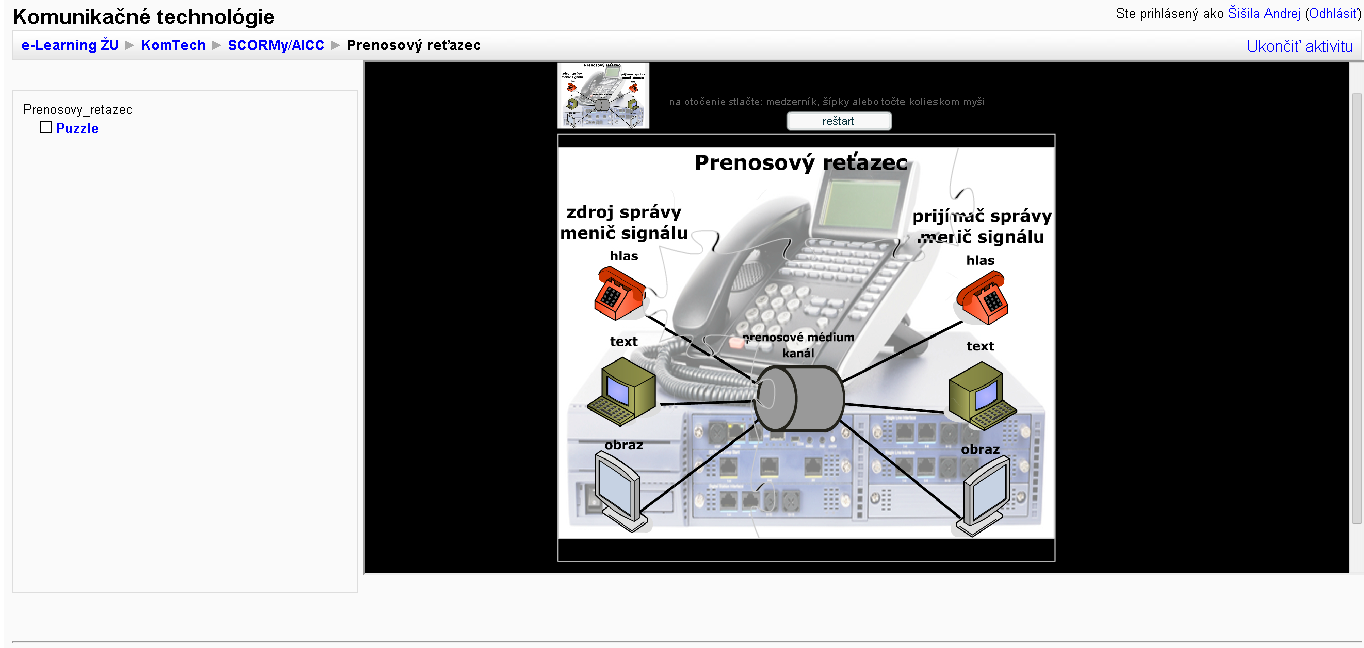 Komunikačné technológie
Ste prihlásený ako Šišila Andrej (Odhlásiť)
e-Learning ŽU ► KomTech ► SCORMy/AICC ► Prenosový reťazec
Ukončiť aktivitu
Prenosovy_retazec
Puzzle
na otočenie stlačte: medzerník, šípky alebo točte kolieskom myši
reštart
Prenosový reťazec
zdroj správy
menič signálu
prijímač správy
menič signálu
hlas
hlas
prenosové médium
kanál
text
text
obraz
obraz